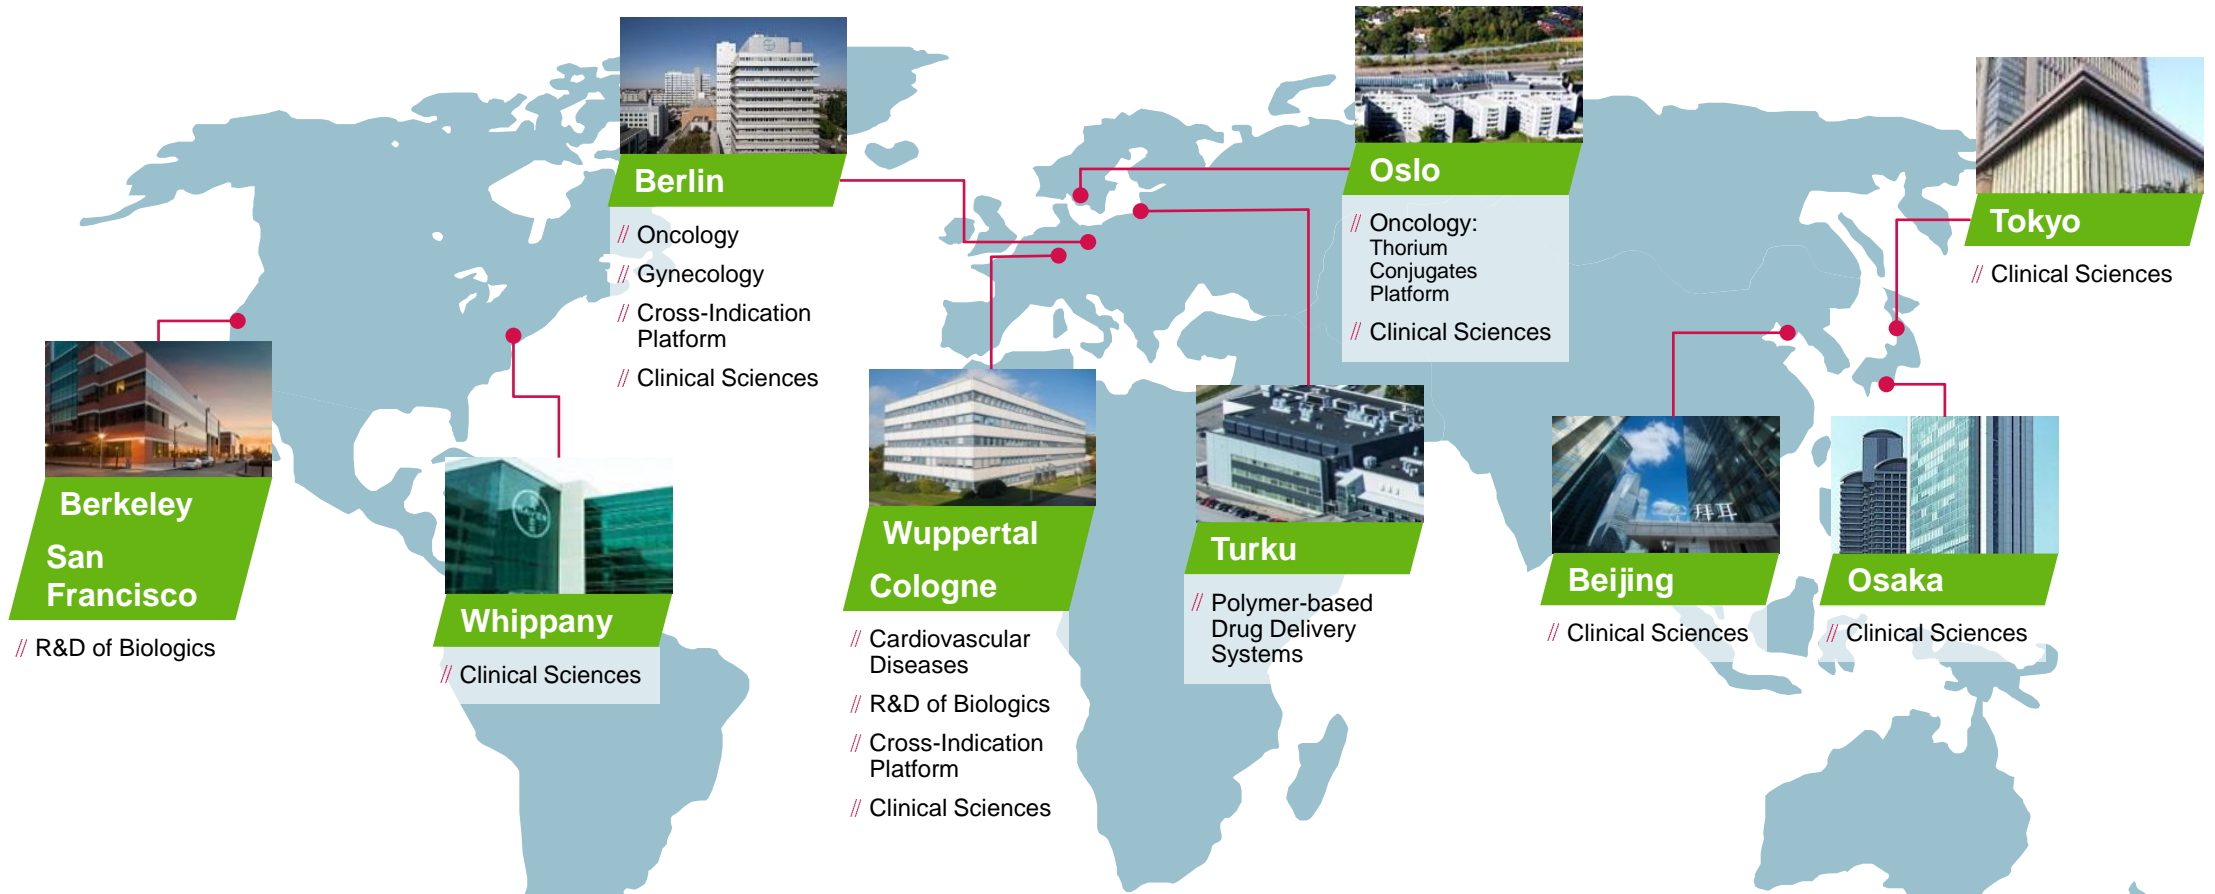 Berlin
// Oncology
// Gynecology
// Cross-Indication
Platform
// Clinical Sciences
Oslo
// Oncology:
Thorium
Conjugates
Platform
// Clinical Sciences
Tokyo
// Clinical Sciences
Berkeley
San
Francisco
// R&D of Biologics
Whippany
// Clinical Sciences
Wuppertal
Cologne
// Cardiovascular
Diseases
// R&D of Biologics
// Cross-Indication
Platform
// Clinical Sciences
Turku
// Polymer-based
Drug Delivery
Systems
拜耳
Beijing
// Clinical Sciences
Osaka
// Clinical Sciences